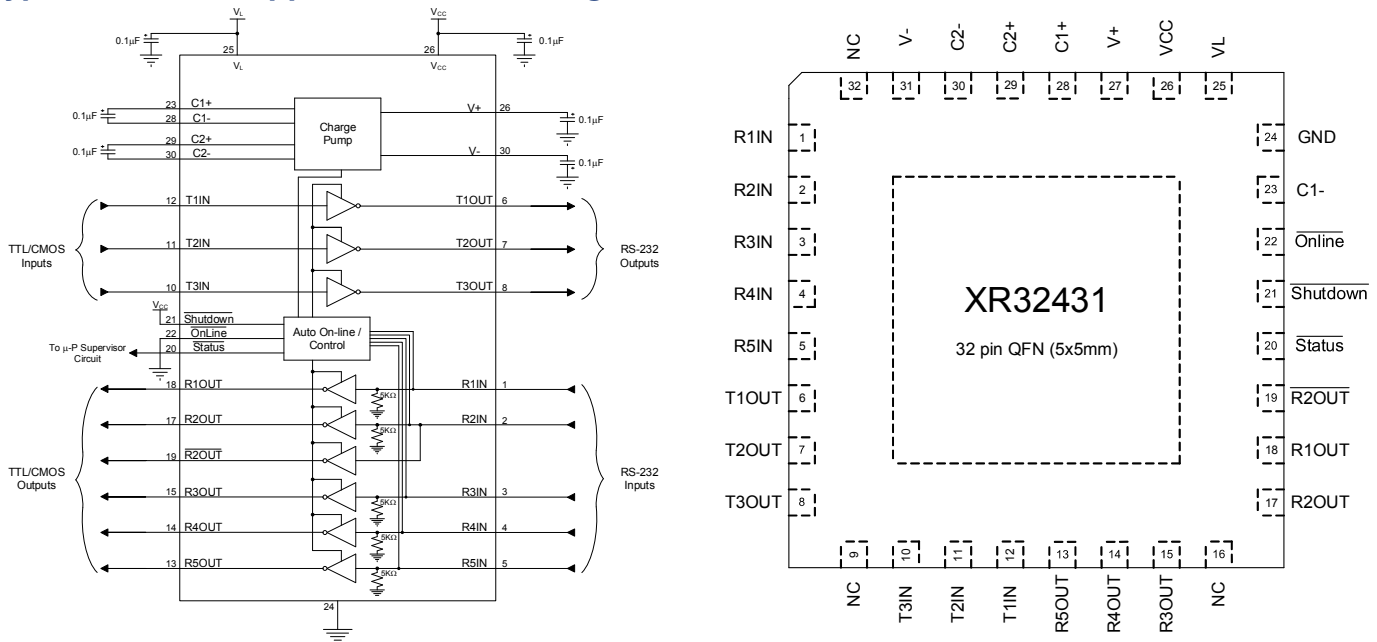 VL
VCC
0.1µF
0.1µF
25
26
VL
VCC
23 C1+
0.1µF
28 C1-
29 C2+
0.1µF
30 C2-
Charge
Pump
V+ 26
0.1µF
V- 30
0.1µF
12 T1IN
T1OUT 6
11 T2IN
T2OUT 7
10 T3IN
T3OUT 8
TTL/CMOS
Inputs
RS-232
Outputs
VCC
21 Shutdown
22 OnLine
20 Status
To µ-P Supervisor
Circuit
Auto On-line /
Control
18 R1OUT
R1IN 1
5KΩ
17 R2OUT
R2IN 2
5KΩ
19 R2OUT
15 R3OUT
R3IN 3
5KΩ
14 R4OUT
R4IN 4
5KΩ
13 R5OUT
R5IN 5
5KΩ
TTL/CMOS
Outputs
RS-232
Inputs
24
NC
V-
C2-
C2+
C1+
V+
VCC
VL
32
31
30
29
28
27
26
25
R1IN 1
R2IN 2
R3IN 3
R4IN 4
R5IN 5
T1OUT 6
T2OUT 7
T3OUT 8
XR32431
32 pin QFN (5x5mm)
24 GND
23 C1-
22 Online
21 Shutdown
20 Status
19 R2OUT
18 R1OUT
17 R2OUT
9
10
11
12
13
14
15
16
NC
T3IN
T2IN
T1IN
R5OUT
R4OUT
R3OUT
NC